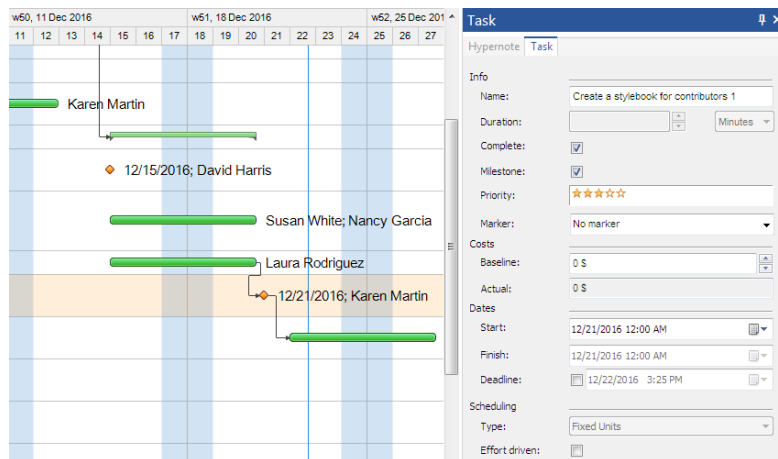 w50, 11 Dec 2016 w51, 18 Dec 2016 w52, 25 Dec 201
11 12 13 14 15 16 17 18 19 20 21 22 23 24 25 26 27
Karen Martin
12/15/2016; David Harris
Susan White; Nancy Garcia
Laura Rodriguez
12/21/2016; Karen Martin
Task
Hypernote Task
Info
Name: Create a stylebook for contributors 1
Duration: Minutes
Complete:
Milestone:
Priority:
Marker: No marker
Costs
Baseline: 0 $
Actual: 0 $
Dates
Start: 12/21/2016 12:00 AM
Finish: 12/21/2016 12:00 AM
Deadline: 12/22/2016 3:25 PM
Scheduling
Type: Fixed Units
Effort driven: